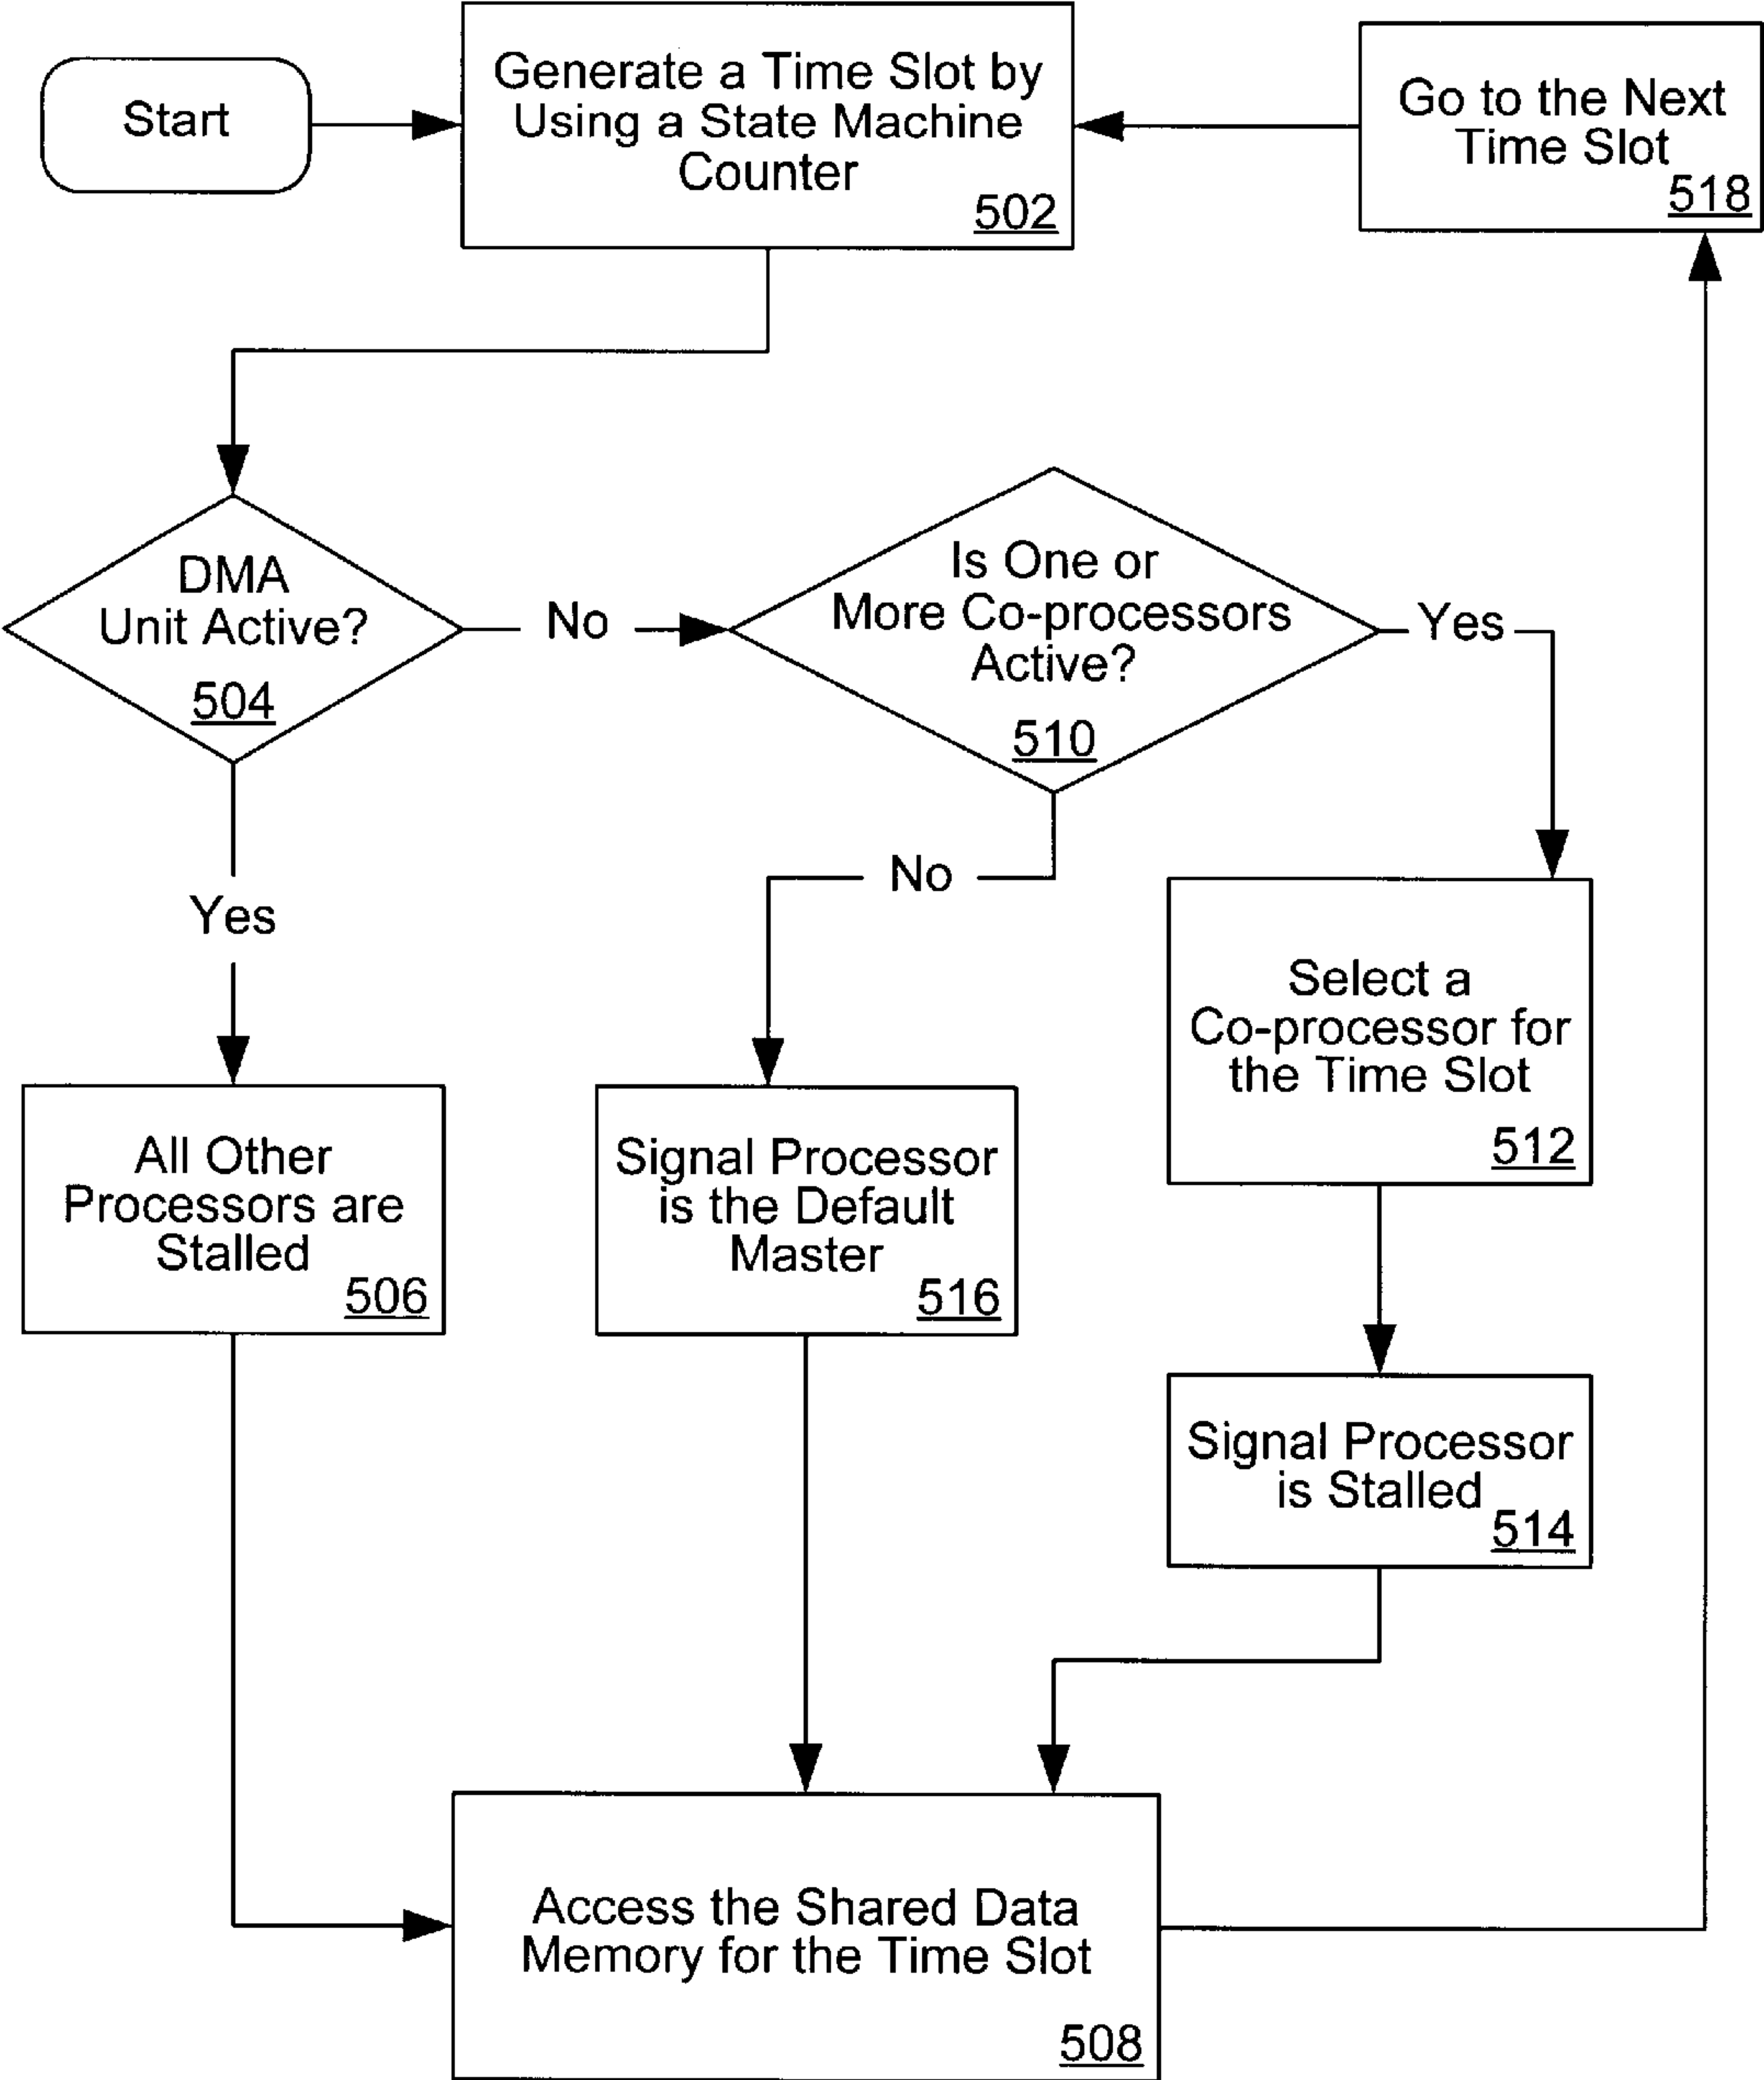 Start
Generate a Time Slot by
Using a State Machine
Counter
502
Go to the Next
Time Slot
518
DMA
Unit Active?
504
No
Is One or
More Co-processors
Active?
510
Yes
No
Yes
Select a
Co-processor for
the Time Slot
512
All Other
Processors are
Stalled
506
Signal Processor
is the Default
Master
516
Signal Processor
is Stalled
514
Access the Shared Data
Memory for the Time Slot
508